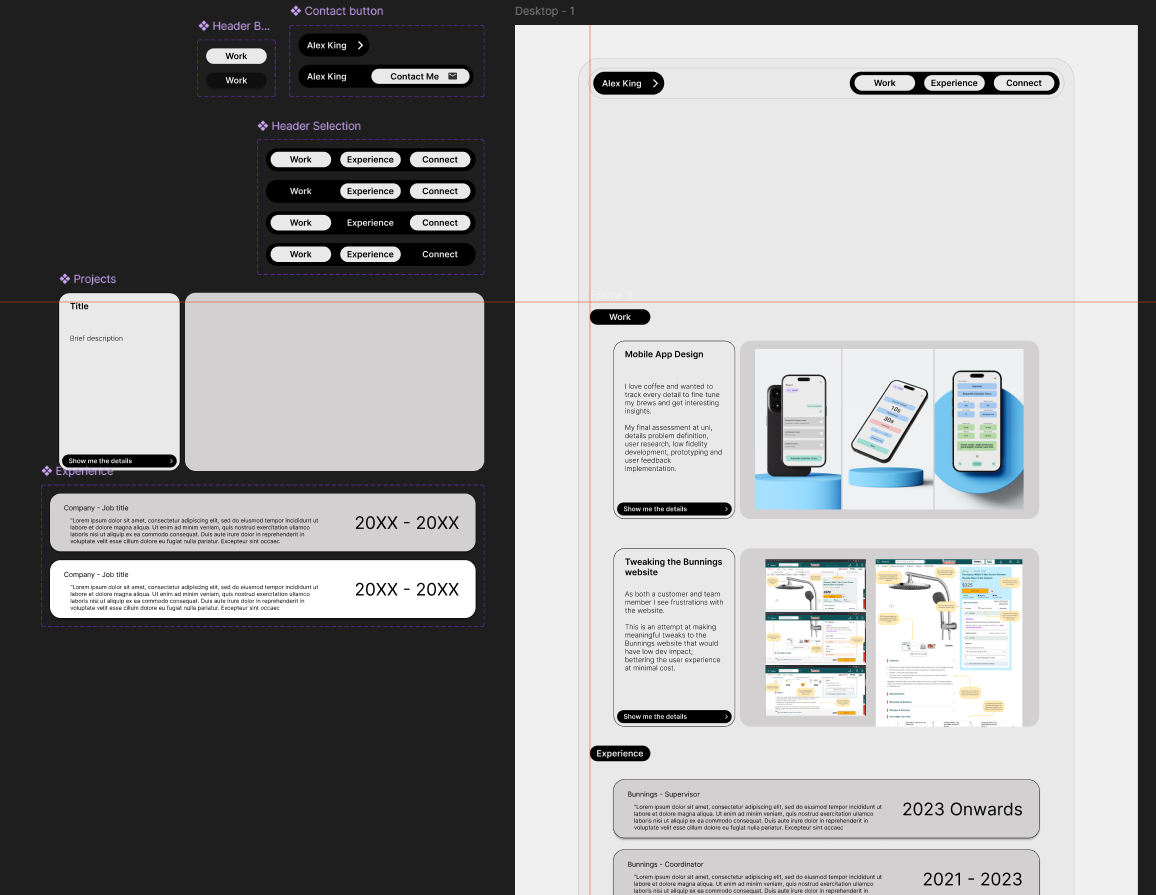 Header B...
Work
Work
Contact button
Alex King
Alex King
Contact Me
Header Selection
Work
Experience
Connect
Work
Experience
Connect
Work
Experience
Connect
Work
Experience
Connect
Projects
Title
Brief description
Show me the details
Experience
Company - Job title
"Lorem ipsum dolor sit amet, consectetur adipiscing elit, sed do eiusmod tempor incididunt ut
labore et dolore magna aliqua. Ut enim ad minim veniam, quis nostrud exercitation ullamco
laboris nisi ut aliquip ex ea commodo consequat. Duis aute irure dolor in reprehenderit in
voluptate velit esse cillum dolore eu fugiat nulla pariatur. Excepteur sint occaec
20XX - 20XX
Company - Job title
"Lorem ipsum dolor sit amet, consectetur adipiscing elit, sed do eiusmod tempor incididunt ut
labore et dolore magna aliqua. Ut enim ad minim veniam, quis nostrud exercitation ullamco
laboris nisi ut aliquip ex ea commodo consequat. Duis aute irure dolor in reprehenderit in
voluptate velit esse cillum dolore eu fugiat nulla pariatur. Excepteur sint occaec
20XX - 20XX
Desktop - 1
Alex King
Work
Experience
Connect
Work
Mobile App Design
I love coffee and wanted to
track every detail to fine tune
my brews and get interesting
insights.
My final assessment at uni,
details problem definition,
user research, low fidelity
development, prototyping and
user feedback
implementation.
Show me the details
10s
30s
Tweaking the Bunnings
website
As both a customer and team
member I see frustrations with
the website.
This is an attempt at making
meaningful tweaks to the
Bunnings website that would
have low dev impact;
bettering the user experience
at minimal cost.
Show me the details
Experience
Bunnings - Supervisor
"Lorem ipsum dolor sit amet, consectetur adipiscing elit, sed do eiusmod tempor incididunt ut
labore et dolore magna aliqua. Ut enim ad minim veniam, quis nostrud exercitation ullamco
laboris nisi ut aliquip ex ea commodo consequat. Duis aute irure dolor in reprehenderit in
voluptate velit esse cillum dolore eu fugiat nulla pariatur. Excepteur sint occaec
2023 Onwards
Bunnings - Coordinator
"Lorem ipsum dolor sit amet, consectetur adipiscing elit, sed do eiusmod tempor incididunt ut
labore et dolore magna aliqua. Ut enim ad minim veniam, quis nostrud exercitation ullamco
2021 - 2023